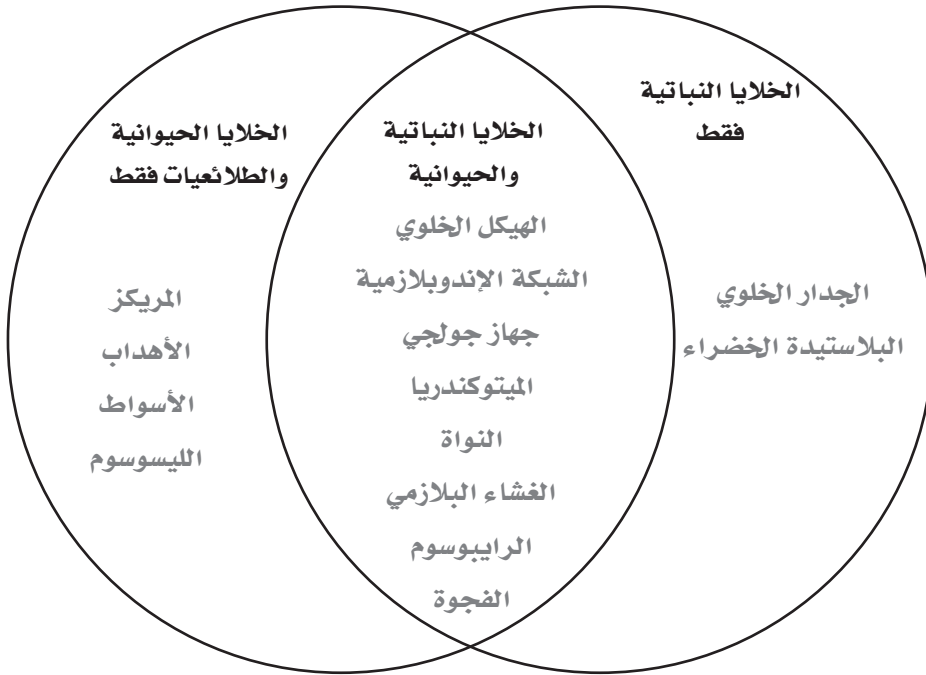 الخلايا النباتية
فقط
الجدار الخلوي
البلاستيدة الخضراء
الخلايا النباتية
والحيوانية
الهيكل الخلوي
الشبكة الإندوبلازمية
جهاز جولجي
الميتوكندريا
النواة
الغشاء البلازمي
الرايبوسوم
الفجوة
الخلايا الحيوانية
والطلائعيات فقط
المريكز
الأهداب
الأسواط
الليسوسوم